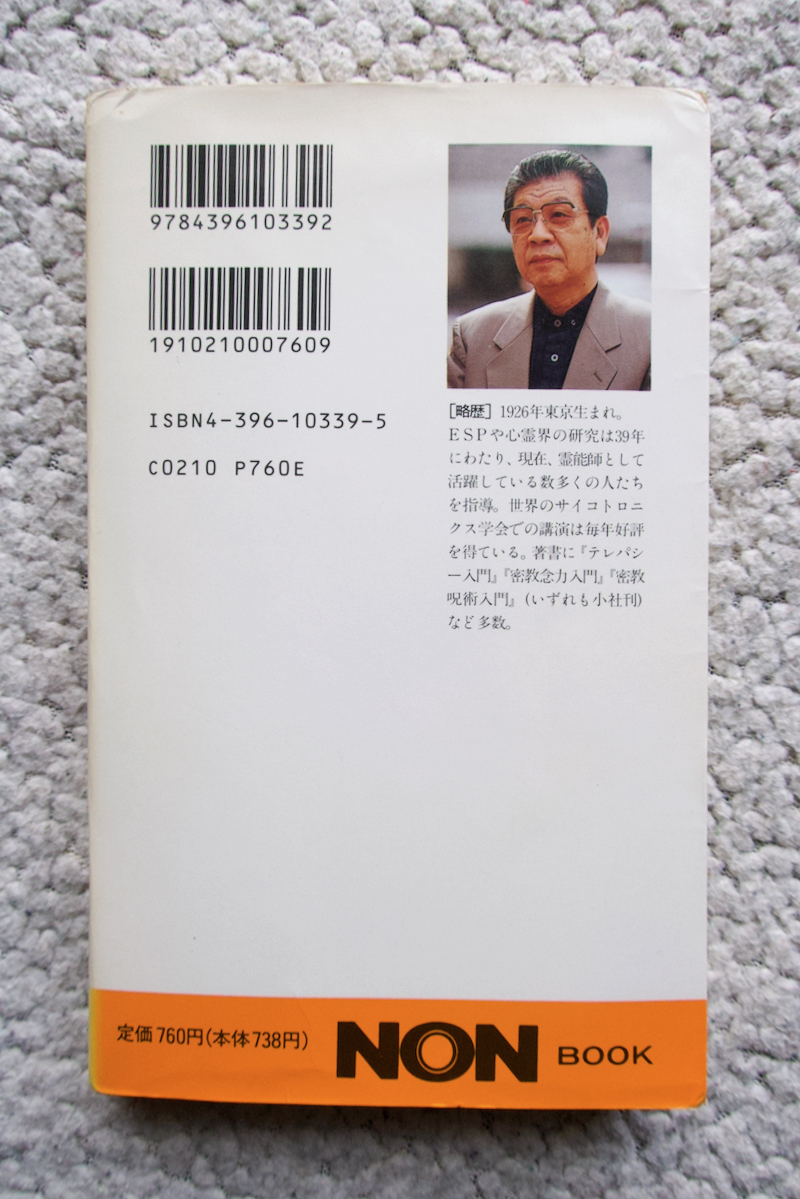 9784396103392
1910210007609
ISBN4-396-10339-5
C0210 P760E
[略歴] 1926年東京生まれ。
ESPや心霊界の研究は39年
にわたり、現在、霊能師として
活躍している数多くの人たち
を指導。世界のサイコトロニ
クス学会での講演は毎年好評
を得ている。著書に『テレパシ
ー入門』『密教念力入門』『密教
呪術入門』(いずれも小社刊)
など多数。
定価760円(本体738円)
NON BOOK